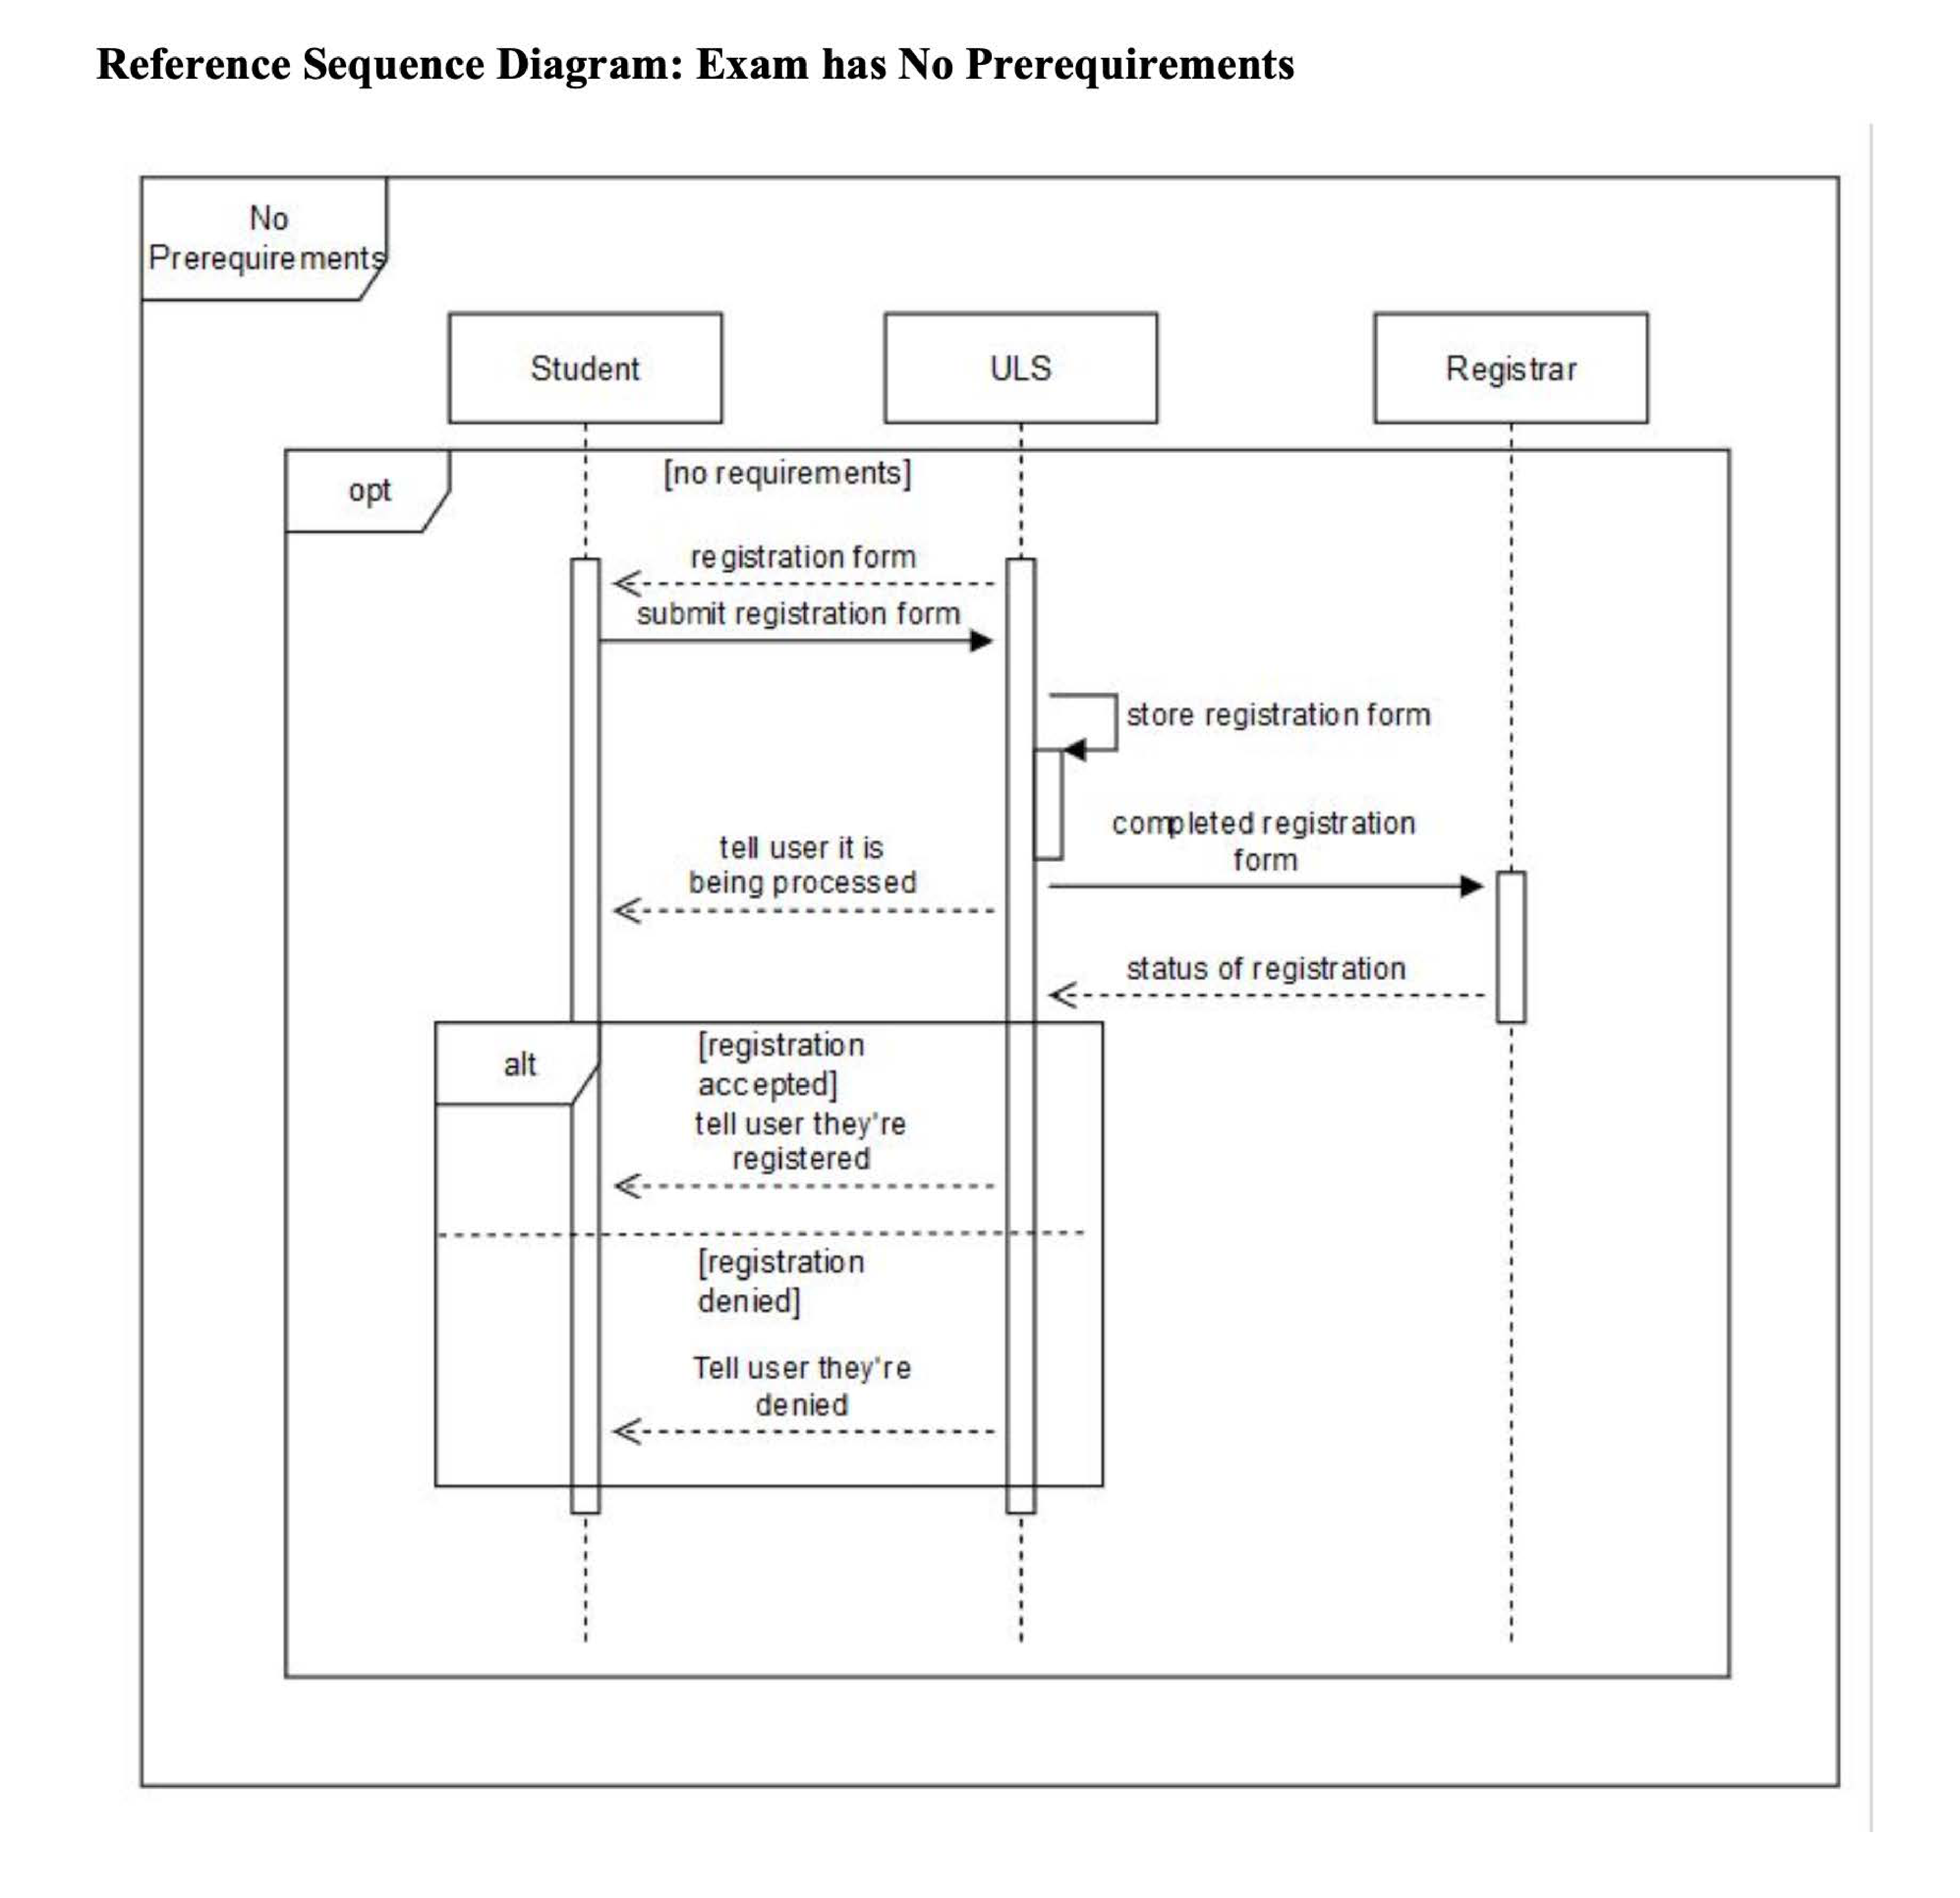 Reference Sequence Diagram: Exam has No Prerequirements
No
Prerequirements
Student
ULS
Registrar
opt
[no requirements]
registration form
submit registration form
store registration form
completed registration
form
tell user it is
being processed
status of registration
alt
[registration
accepted]
tell user they're
registered
[registration
denied]
Tell user they're
denied